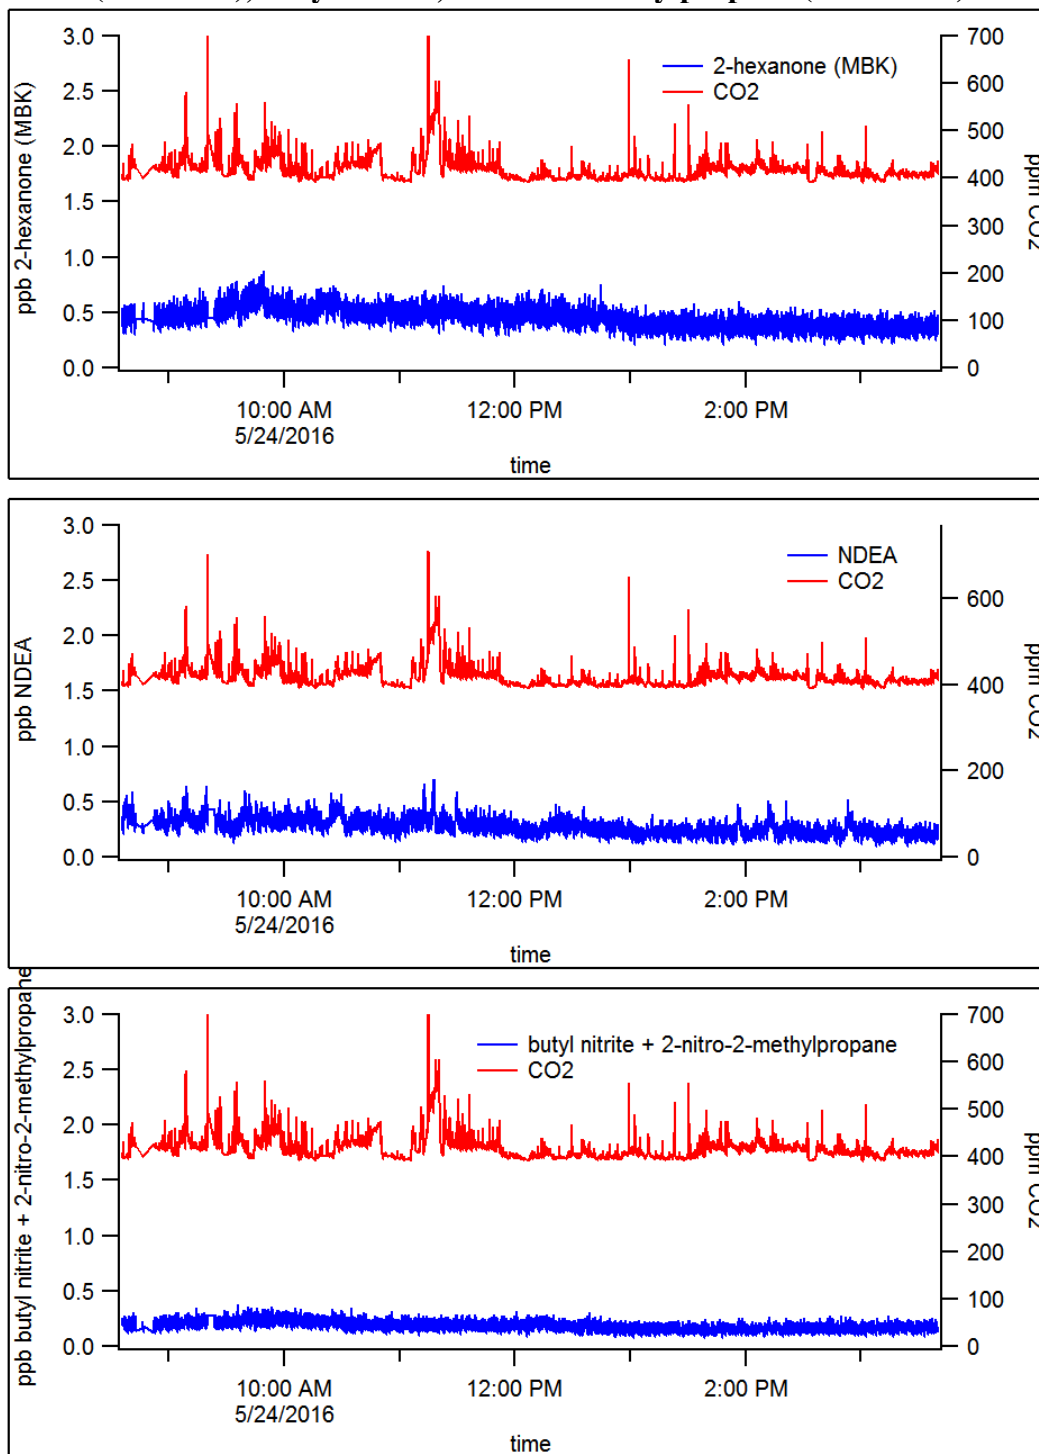 3.0
2.5
2.0
1.5
1.0
0.5
0.0
ppb 2-hexanone (MBK)
2-hexanone (MBK)
CO2
700
600
500
400
300
200
100
0
ppm CO2
10:00 AM
5/24/2016
12:00 PM
2:00 PM
time
3.0
2.5
2.0
1.5
1.0
0.5
0.0
ppb NDEA
NDEA
CO2
600
400
200
0
ppm CO2
10:00 AM
5/24/2016
12:00 PM
2:00 PM
time
3.0
2.5
2.0
1.5
1.0
0.5
0.0
ppb butyl nitrite + 2-nitro-2-methylpropane
butyl nitrite + 2-nitro-2-methylpropane
CO2
700
600
500
400
300
200
100
0
ppm CO2
10:00 AM
5/24/2016
12:00 PM
2:00 PM
time